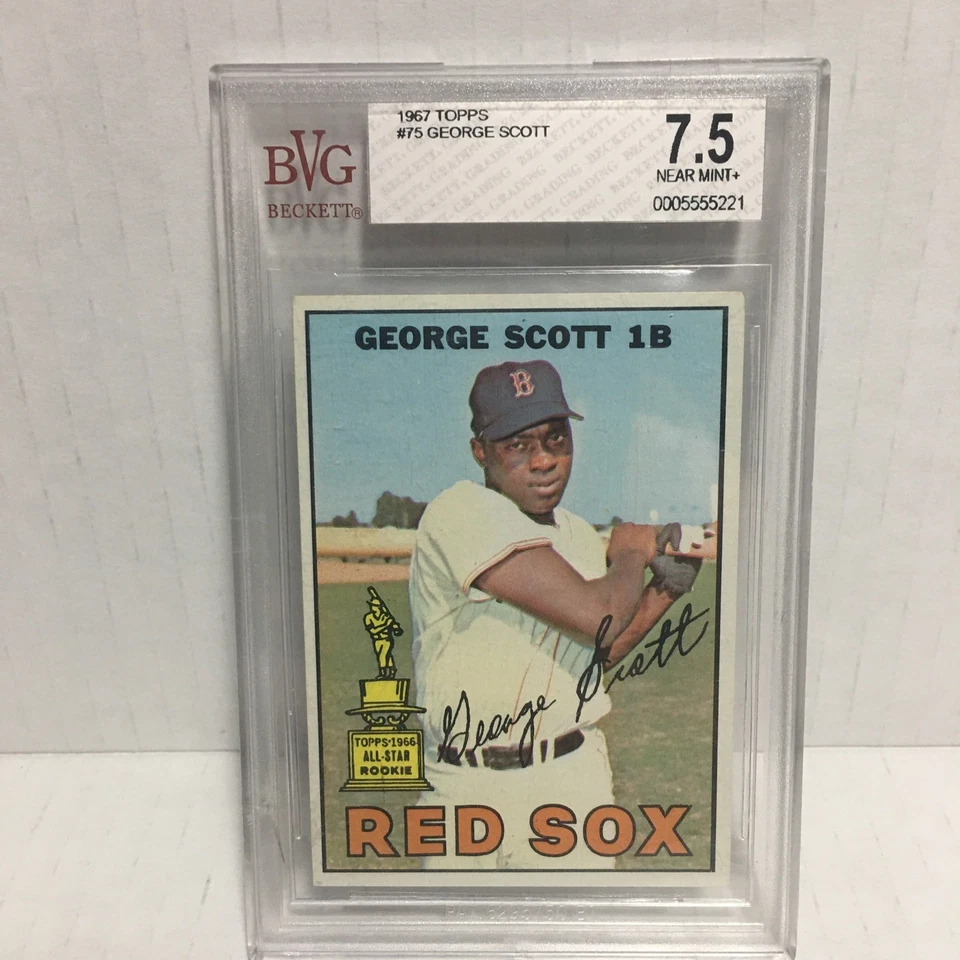 BVG
BECKETT®
1967 TOPPS
#75 GEORGE SCOTT
7.5
NEAR MINT+
0005555221
GEORGE SCOTT 1B
B
George Scott
TOPPS·1966
ALL-STAR
ROOKIE
RED SOX